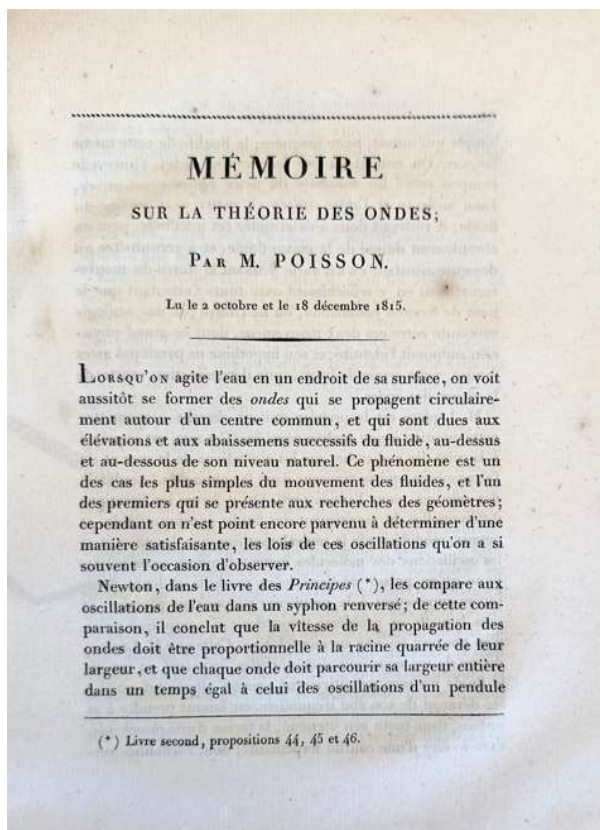 MÉMOIRE
SUR LA THÉORIE DES ONDES;
PAR M. POISSON.
Lu le 2 octobre et le 18 décembre 1815.
LORSQU'ON agite l'eau en un endroit de sa surface, on voit
aussitôt se former des ondes qui se propagent circulaire-
ment autour d'un centre commun, et qui sont dues aux
élévations et aux abaissemens successifs du fluide, au-dessus
et au-dessous de son niveau naturel. Ce phénomène est un
des cas les plus simples du mouvement des fluides, et l'un
des premiers qui se présente aux recherches des géomètres;
cependant on n'est point encore parvenu à déterminer d'une
manière satisfaisante, les lois de ces oscillations qu'on a si
souvent l'occasion d'observer.
Newton, dans le livre des Principes (*), les compare aux
oscillations de l'eau dans un syphon renversé; de cette com-
paraison, il conclut que la vîtesse de la propagation des
ondes doit être proportionnelle à la racine quarrée de leur
largeur, et que chaque onde doit parcourir sa largeur entière
dans un temps égal à celui des oscillations d'un pendule
(*) Livre second, propositions 44, 45 et 46.